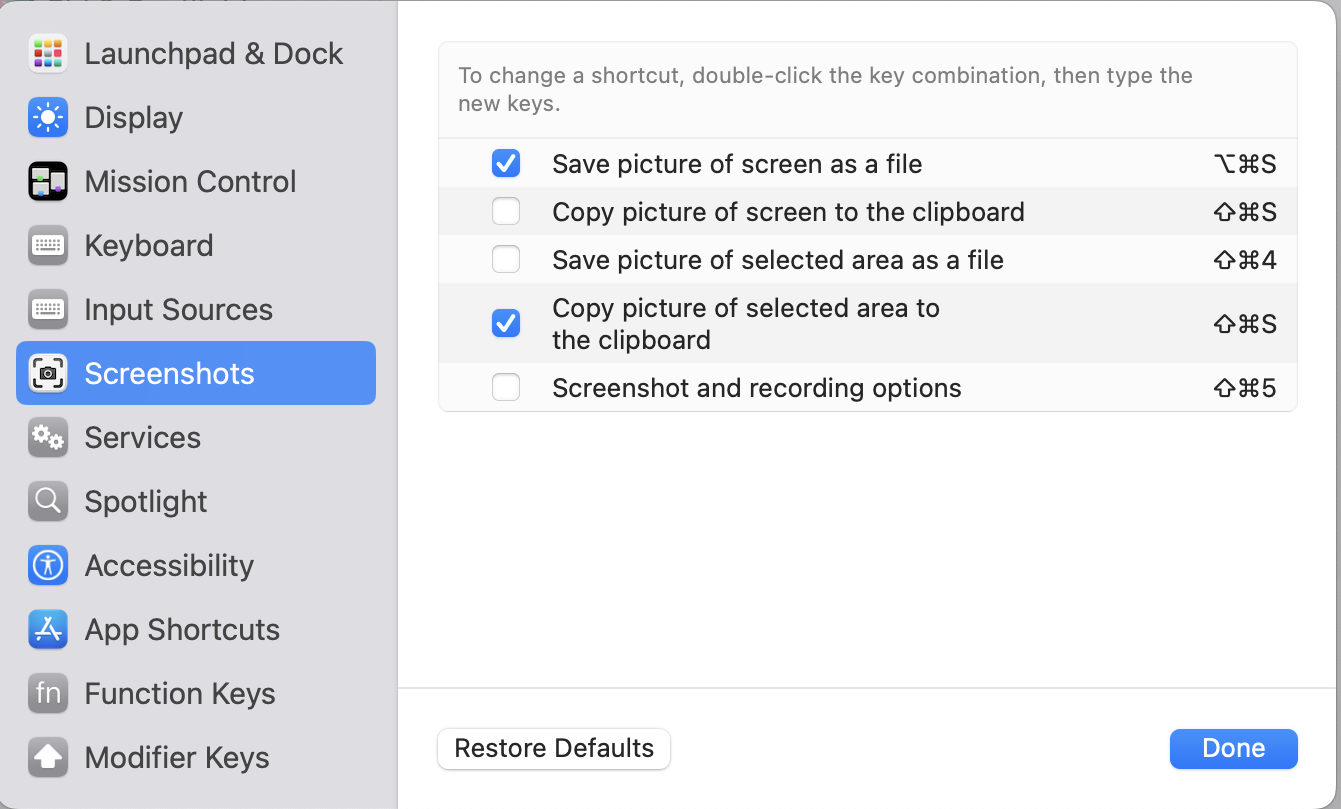 Launchpad & Dock
Display
Mission Control
Keyboard
Input Sources
Screenshots
Services
Spotlight
Accessibility
App Shortcuts
fn Function Keys
Modifier Keys
To change a shortcut, double-click the key combination, then type the
new keys.
Save picture of screen as a file ⌥⌘S
Copy picture of screen to the clipboard ⇧⌘S
Save picture of selected area as a file ⇧⌘4
Copy picture of selected area to
the clipboard ⇧⌘S
Screenshot and recording options ⇧⌘5
Restore Defaults
Done